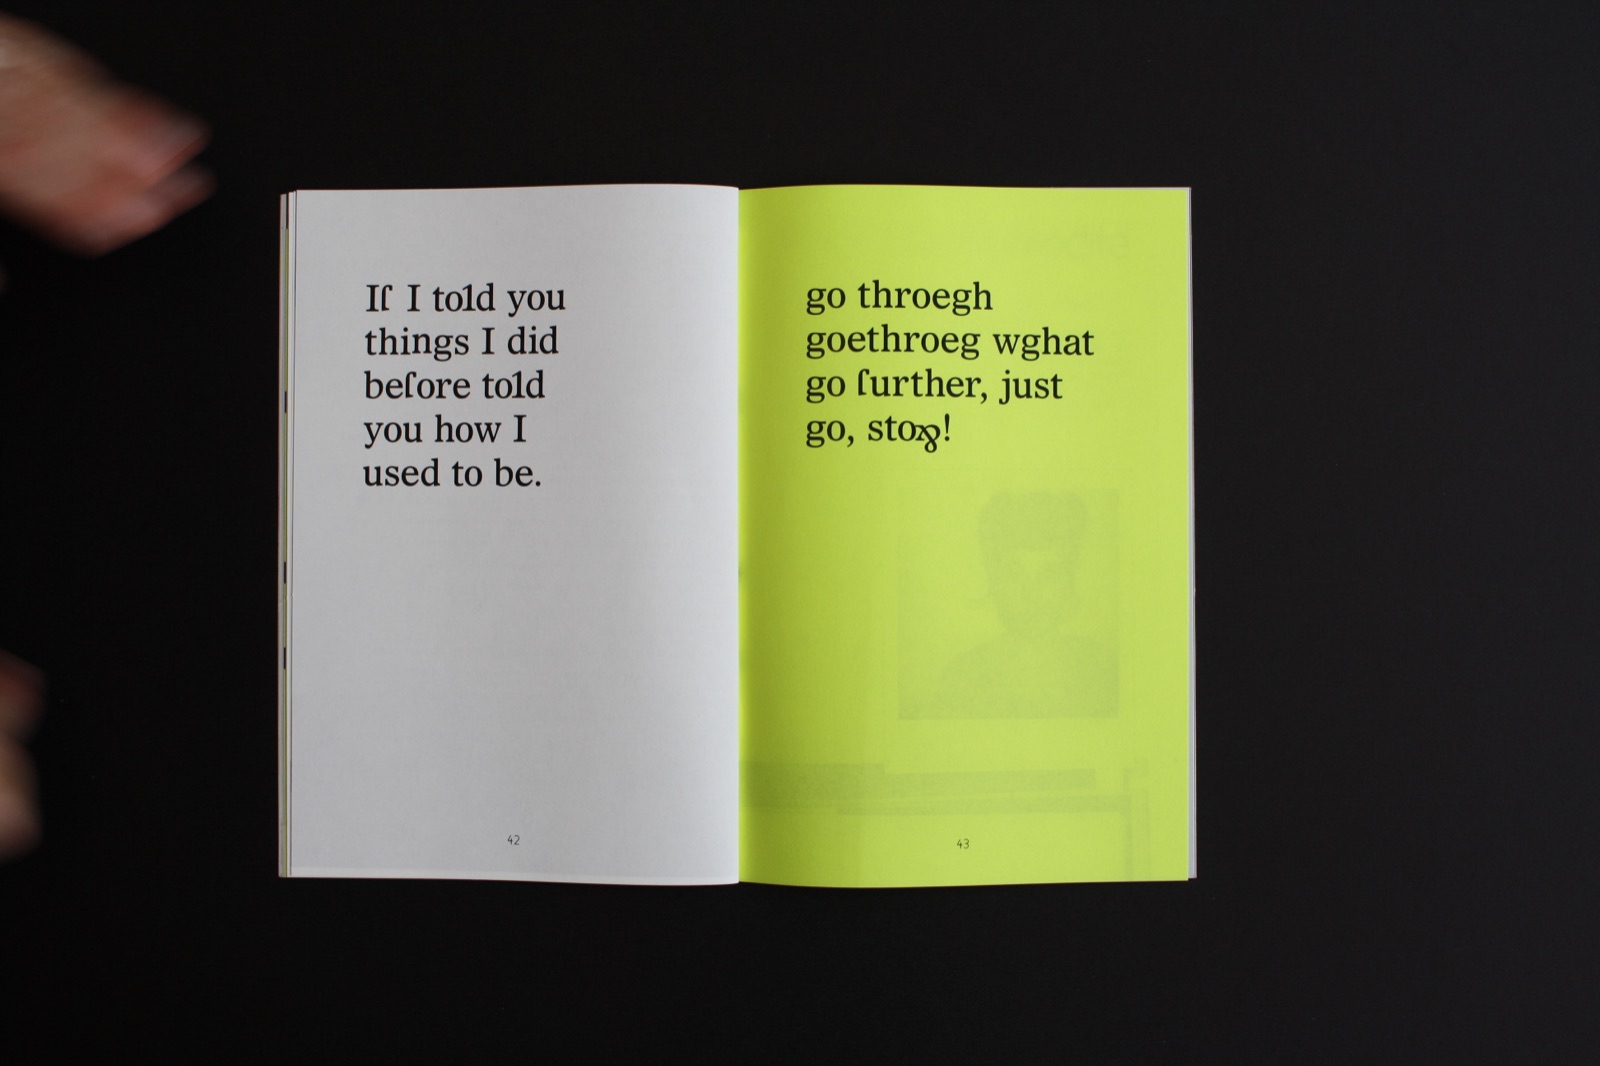 If I told you
things I did
before told
you how I
used to be.
42
go throegh
goethroeg wghat
go further, just
go, stop!
43